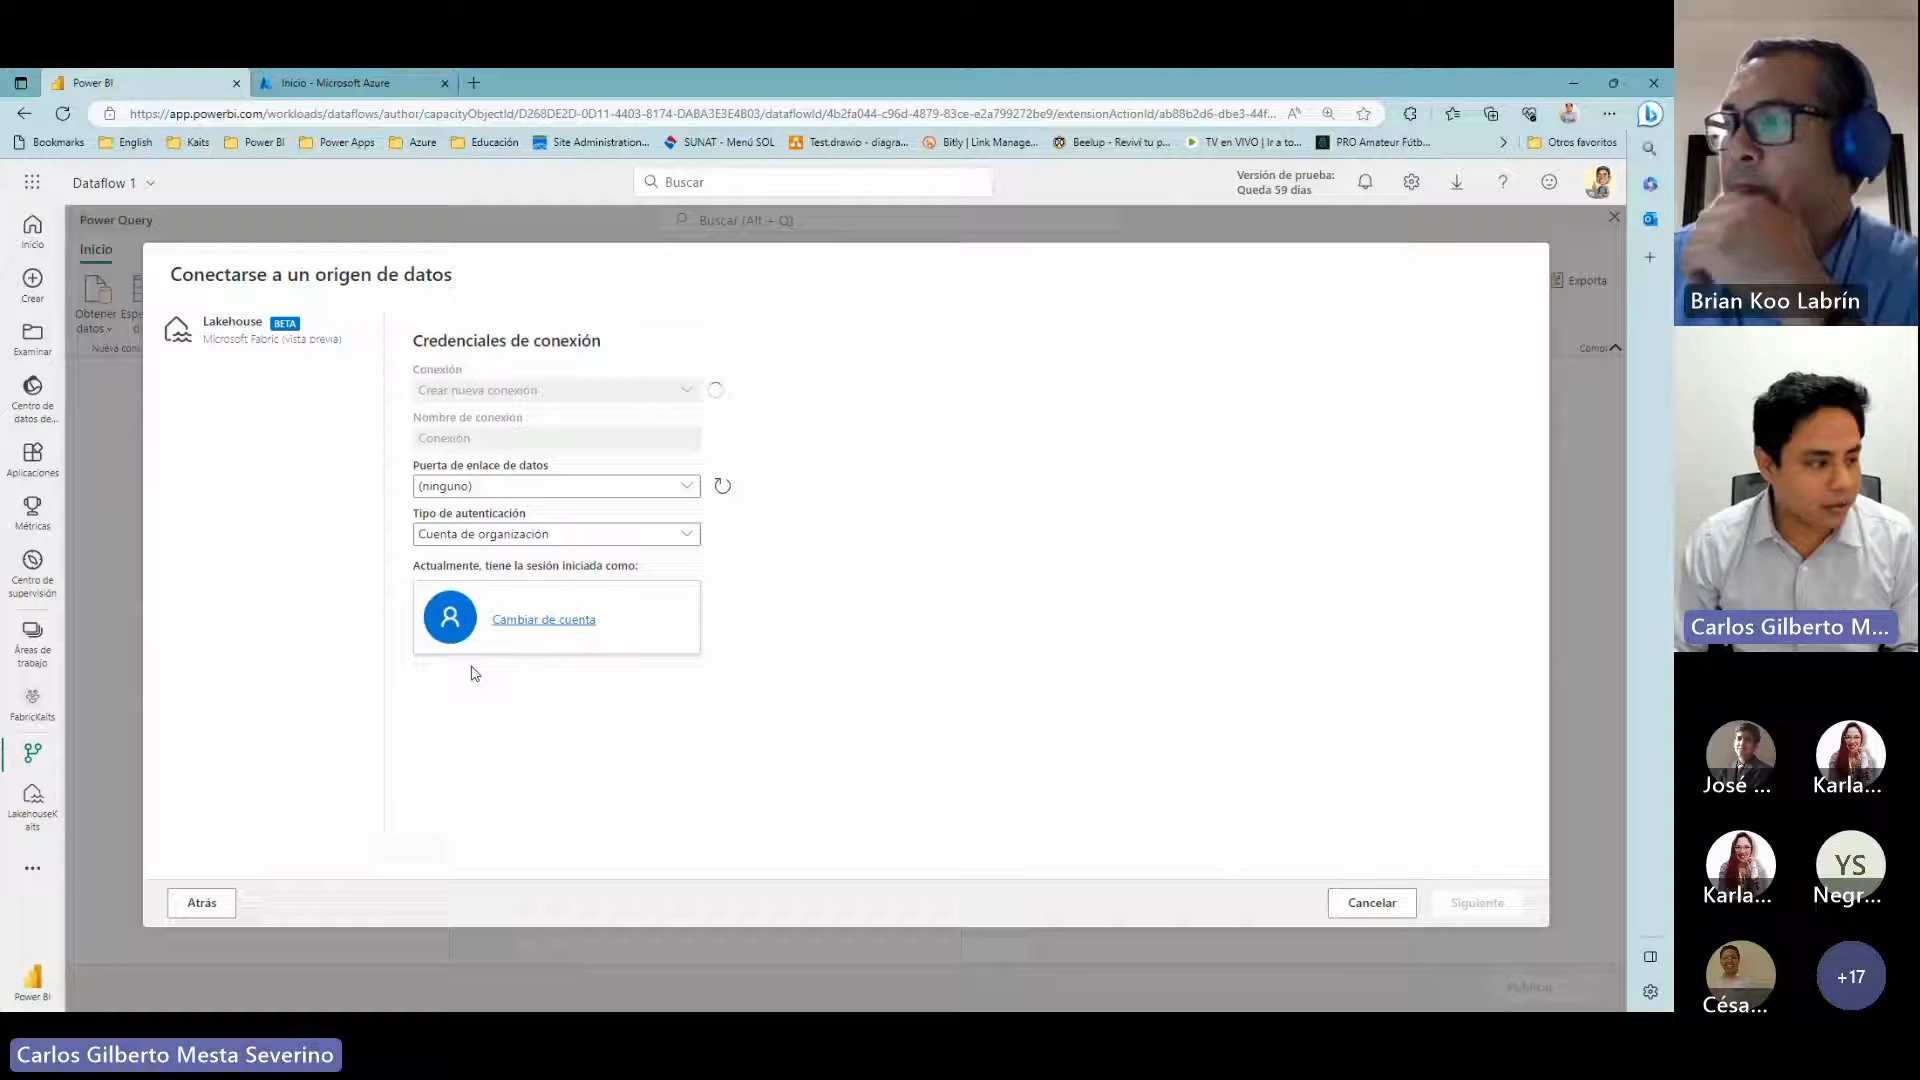 Power BI
Inicio - Microsoft Azure
https://app.powerbi.com/workloads/dataflows/author/capacityObjectId/D268DE2D-0D11-4403-8174-DABA3E3E4B03/dataflowId/4b2fa044-c96d-4879-83ce-e2a799272be9/extensionActionId/ab88b2d6-dbe3-44f...
Bookmarks
English
Kaits
Power BI
Power Apps
Azure
Educación
Site Administration...
SUNAT - Menú SOL
Test.drawio - diagra...
Bitly | Link Manage...
Beelup - Reviví tu p...
TV en VIVO | Ir a to...
PRO Amateur Fútb...
Otros favoritos
Dataflow 1
Buscar
Versión de prueba:
Queda 59 días
Power Query
Buscar (Alt + Q)
Inicio
Obtener
datos
Espe
d
Nueva con
Exporta
Compi
Inicio
Crear
Examinar
Centro de
datos de...
Aplicaciones
Métricas
Centro de
supervisión
Áreas de
trabajo
FabricKaits
LakehouseK
aits
Power BI
Conectarse a un origen de datos
Lakehouse BETA
Microsoft Fabric (Vista previa)
Credenciales de conexión
Conexión
Crear nueva conexión
Nombre de conexión
Conexión
Puerta de enlace de datos
(ninguno)
Tipo de autenticación
Cuenta de organización
Actualmente, tiene la sesión iniciada como:
Cambiar de cuenta
Atrás
Cancelar
Siguiente
Publicar
Brian Koo Labrín
Carlos Gilberto M...
José ...
Karla...
Karla...
YS
Negr...
Césa...
+17
Carlos Gilberto Mesta Severino